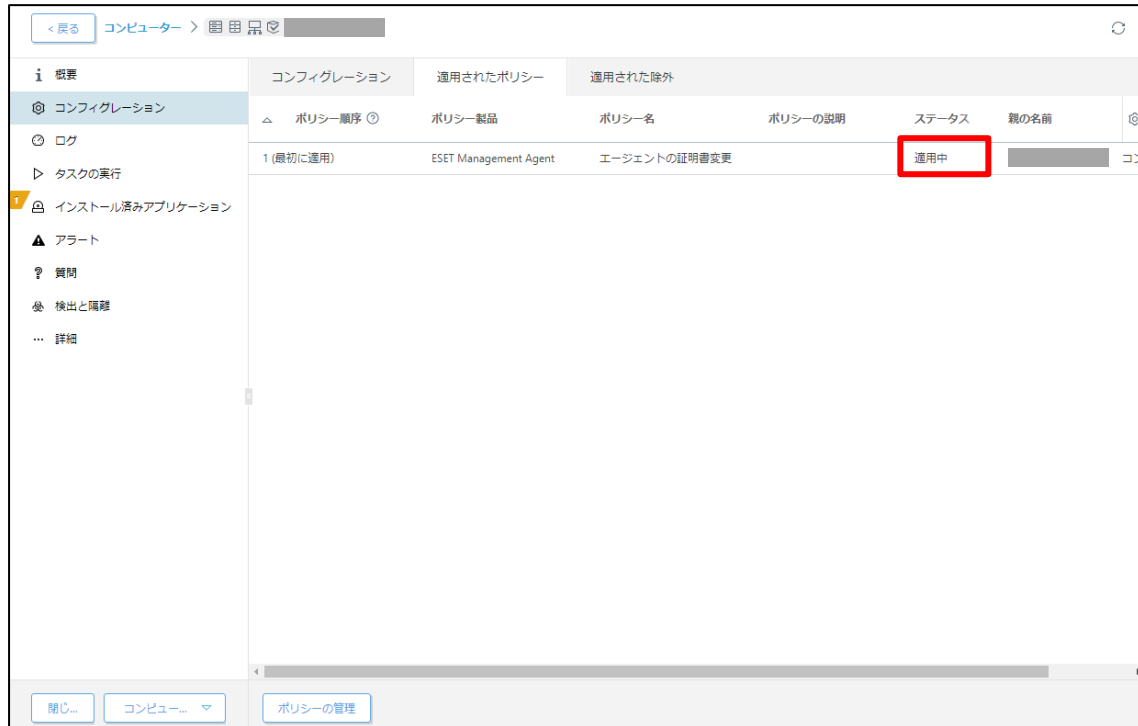 <戻る コンピューター >
i 概要
コンフィグレーション
ログ
タスクの実行
インストール済みアプリケーション
アラート
質問
検出と隔離
詳細
コンフィグレーション 適用されたポリシー 適用された除外
ポリシー順序 ポリシー製品 ポリシー名 ポリシーの説明 ステータス 親の名前
1 (最初に適用) ESET Management Agent エージェントの証明書変更 適用中
閉じ... コンピュー... ポリシーの管理